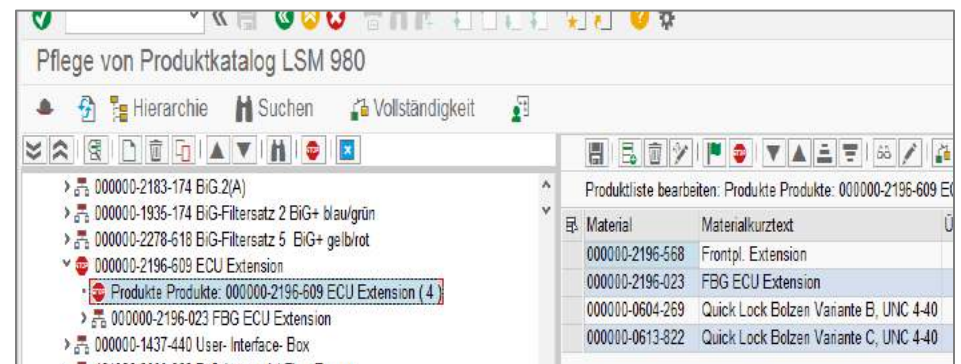 Pflege von Produktkatalog LSM 980
Hierarchie Suchen Vollständigkeit
000000-2183-174 BiG.2(A)
000000-1935-174 BiG-Filtersatz 2 BiG+ blau/grün
000000-2278-618 BiG-Filtersatz 5 BiG+ gelb/rot
000000-2196-609 ECU Extension
Produkte Produkte: 000000-2196-609 ECU Extension ( 4 )
000000-2196-023 FBG ECU Extension
000000-1437-440 User- Interface- Box
Produktliste bearbeiten: Produkte Produkte: 000000-2196-609
Material Materialkurztext
000000-2196-568 Frontpl. Extension
000000-2196-023 FBG ECU Extension
000000-0604-269 Quick Lock Bolzen Variante B, UNC 4-40
000000-0613-822 Quick Lock Bolzen Variante C, UNC 4-40